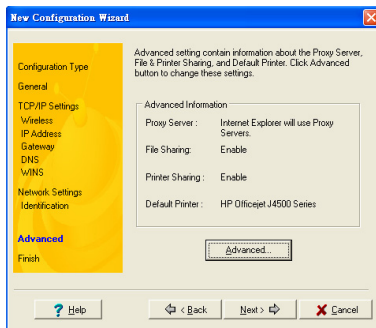 New Configuration Wizard
Configuration Type
General
TCP/IP Settings
Wireless
IP Address
Gateway
DNS
WINS
Network Settings
Identification
Advanced
Finish
Advanced setting contain information about the Proxy Server,
File & Printer Sharing, and Default Printer. Click Advanced
button to change these settings.
Advanced Information
Proxy Server : Internet Explorer will use Proxy
Servers.
File Sharing: Enable
Printer Sharing : Enable
Default Printer : HP Officejet J4500 Series
Advanced...
Help
< Back
Next >
Cancel